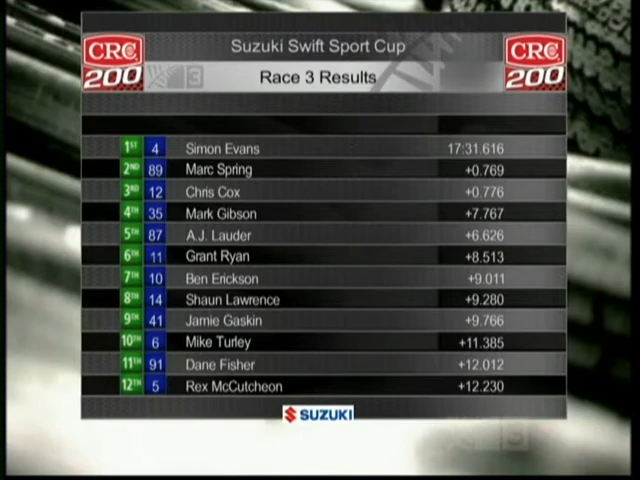 CRC 200
Suzuki Swift Sport Cup
CRC 200
Race 3 Results
3
1ST 4 Simon Evans 17:31.616
2ND 89 Marc Spring +0.769
3RD 12 Chris Cox +0.776
4TH 35 Mark Gibson +7.767
5TH 87 A.J. Lauder +6.626
6TH 11 Grant Ryan +8.513
7TH 10 Ben Erickson +9.011
8TH 14 Shaun Lawrence +9.280
9TH 41 Jamie Gaskin +9.766
10TH 6 Mike Turley +11.385
11TH 91 Dane Fisher +12.012
12TH 5 Rex McCutcheon +12.230
SUZUKI
3